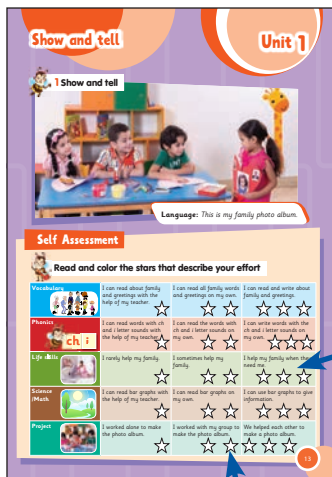 Show and tell
Unit 1
1 Show and tell
Language: This is my family photo album.
Self Assessment
Read and color the stars that describe your effort
Vocabulary
I can read about family
and greetings with the
help of my teacher.
I can read all family words
and greetings on my own.
I can read and write about
family and greetings.
Phonics
ch i
I can read words with ch
and i letter sounds with
the help of my teacher.
I can read the words with
ch and i letter sounds on
my own.
I can write words with the
ch and i letter sounds on
my own.
Life skills
I rarely help my family.
I sometimes help my
family.
I help my family when they
need me.
Science
/Math
I can read bar graphs with
the help of my teacher.
I can read bar graphs on
my own.
I can use bar graphs to give
information.
Project
I worked alone to make
the photo album.
I worked with my group to
make the photo album.
We helped each other to
make a photo album.
13